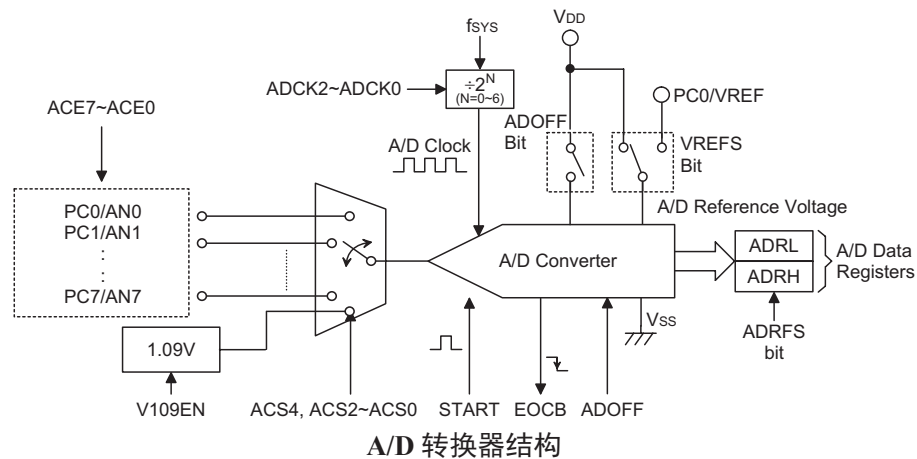 fSYS
VDD
ADCK2~ADCK0
÷2^N
(N=0~6)
PC0/VREF
ACE7~ACE0
ADOFF
Bit
VREFS
Bit
A/D Clock
PC0/AN0
PC1/AN1
PC7/AN7
A/D Reference Voltage
A/D Converter
ADRL
ADRH
A/D Data
Registers
VSS
ADRFS
bit
1.09V
V109EN
ACS4, ACS2~ACS0
START
EOCB
ADOFF
A/D 转换器结构